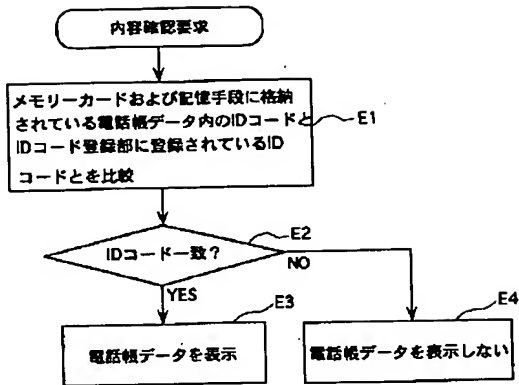 内容確認要求
メモリーカードおよび記憶手段に格納
されている電話帳データ内のIDコードと
E1
IDコード登録部に登録されているID
コードとを比較
IDコード一致？
E2
NO
YES
E3
E4
電話帳データを表示
電話帳データを表示しない